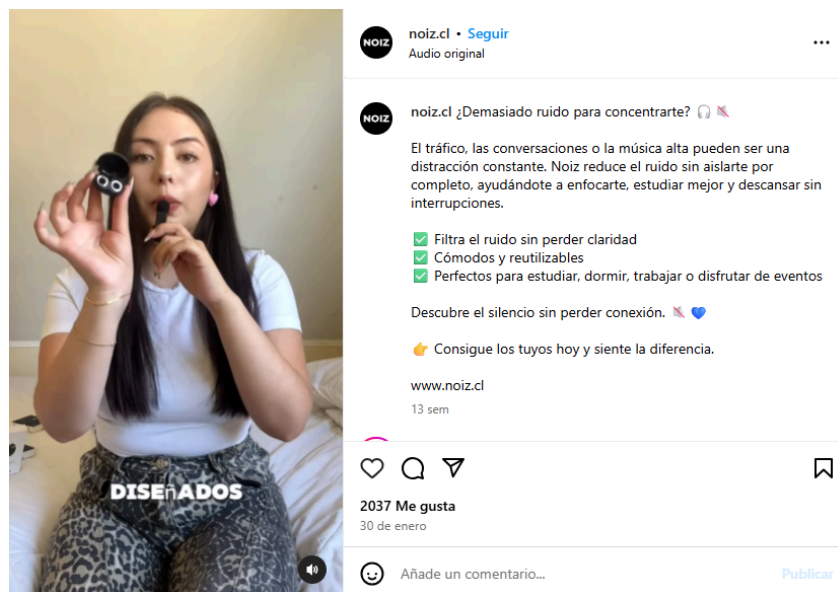 noiz.cl • Seguir
Audio original
NOIZ
NOIZ
noiz.cl ¿Demasiado ruido para concentrarte? 🎧 🔇
El tráfico, las conversaciones o la música alta pueden ser una
distracción constante. Noiz reduce el ruido sin aislarte por
completo, ayudándote a enfocarte, estudiar mejor y descansar sin
interrupciones.
✅ Filtra el ruido sin perder claridad
✅ Cómodos y reutilizables
✅ Perfectos para estudiar, dormir, trabajar o disfrutar de eventos
Descubre el silencio sin perder conexión. 🔇 💙
👉 Consigue los tuyos hoy y siente la diferencia.
www.noiz.cl
13 sem
DISEñADOS
2037 Me gusta
30 de enero
Añade un comentario...
Publicar